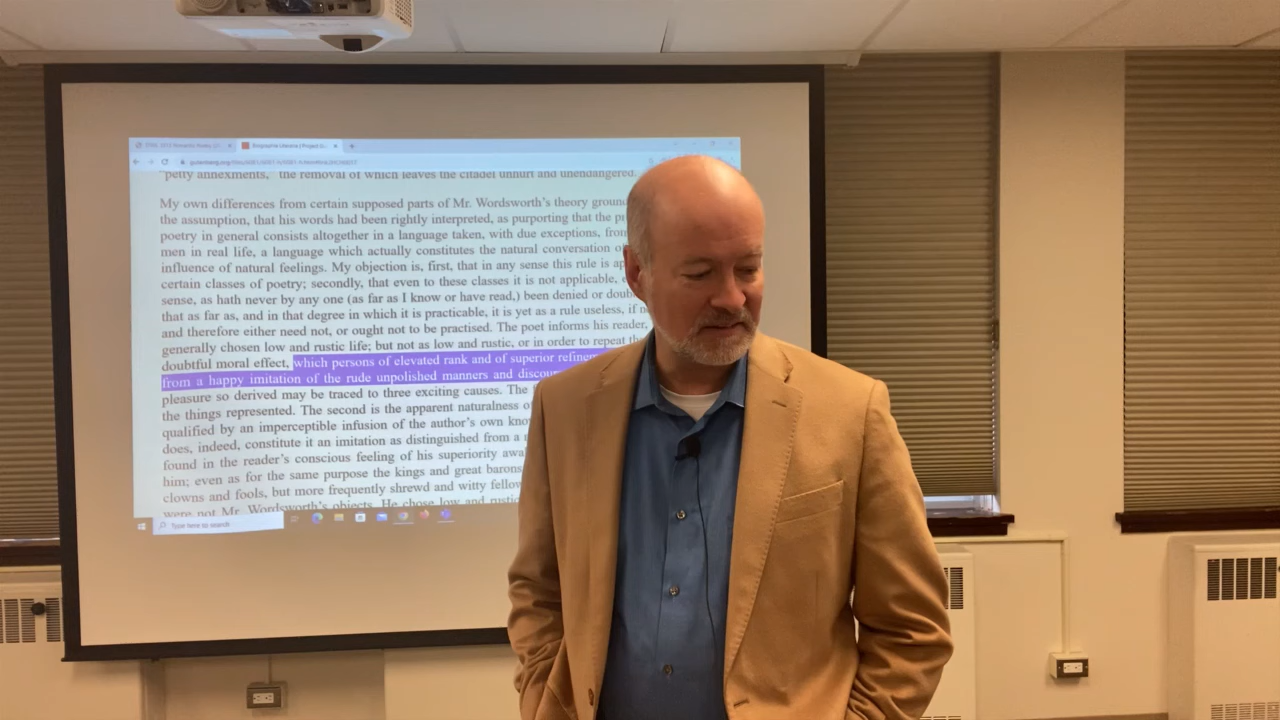 Biographia Literaria | Project Gu
"petty annexments," the removal of which leaves the citadel unhurt and unendangered.
My own differences from certain supposed parts of Mr. Wordsworth's theory ground
the assumption, that his words had been rightly interpreted, as purporting that the
poetry in general consists altogether in a language taken, with due exceptions, from
men in real life, a language which actually constitutes the natural conversation
influence of natural feelings. My objection is, first, that in any sense this rule is
certain classes of poetry; secondly, that even to these classes it is not applicable,
sense, as hath never by any one (as far as I know or have read,) been denied or
that as far as, and in that degree in which it is practicable, it is yet as a rule useless, if
and therefore either need not, or ought not to be practised. The poet informs his reader,
generally chosen low and rustic life; but not as low and rustic, or in order to repeat
doubtful moral effect, which persons of elevated rank and of superior
from a happy imitation of the rude unpolished manners and
pleasure so derived may be traced to three exciting causes. The
the things represented. The second is the apparent naturalness
qualified by an imperceptible infusion of the author's own
does, indeed, constitute it an imitation as distinguished from a
found in the reader's conscious feeling of his superiority
him; even as for the same purpose the kings and great barons
clowns and fools, but more frequently shrewd and witty
were not Mr. Wordsworth's objects. He chose low and
Type here to search